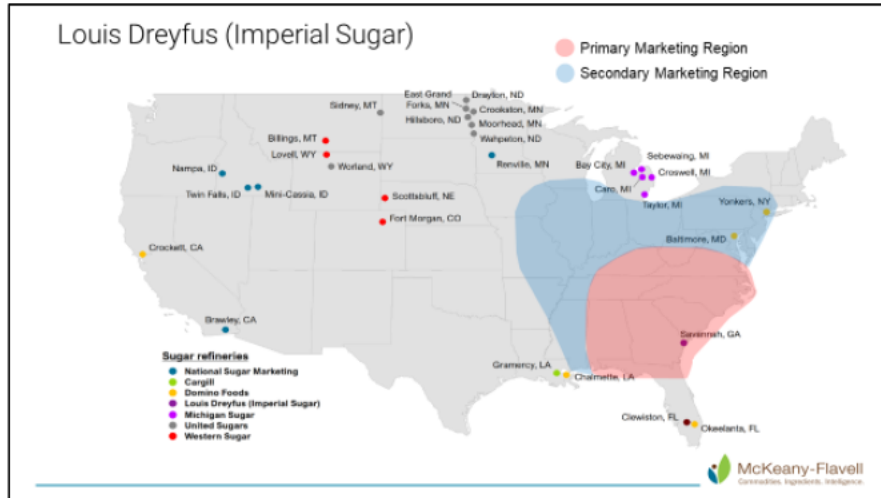 Louis Dreyfus (Imperial Sugar)
Primary Marketing Region
Secondary Marketing Region
East Grand
Forks, MN
Drayton, ND
Crookston, MN
Hillsboro, ND
Moorhead, MN
Wahpeton, ND
Sidney, MT
Billings, MT
Lovell, WY
Worland, WY
Renville, MN
Nampa, ID
Twin Falls, ID
Mini-Cassia, ID
Scottsbluff, NE
Fort Morgan, CO
Sebewaing, MI
Bay City, MI
Croswell, MI
Caro, MI
Taylor, MI
Yonkers, NY
Baltimore, MD
Crockett, CA
Brawley, CA
Savannah, GA
Gramercy, LA
Chalmette, LA
Clewiston, FL
Okeelanta, FL
Sugar refineries
National Sugar Marketing
Cargill
Domino Foods
Louis Dreyfus (Imperial Sugar)
Michigan Sugar
United Sugars
Western Sugar
McKeany-Flavell
Commodities. Ingredients. Intelligence.